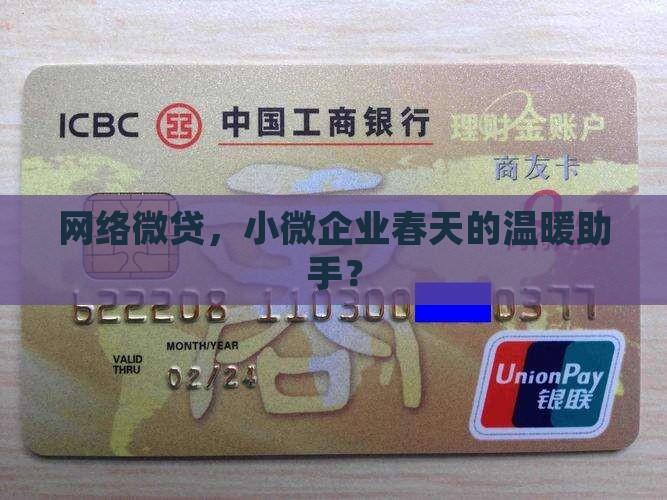 ICBC 中国工商银行 理财金账户
商友卡
网络微贷，小微企业春天的温暖助
手？
622208 110300 0377
MONTH/YEAR
VALID
THRU
02/24
UnionPay
银联